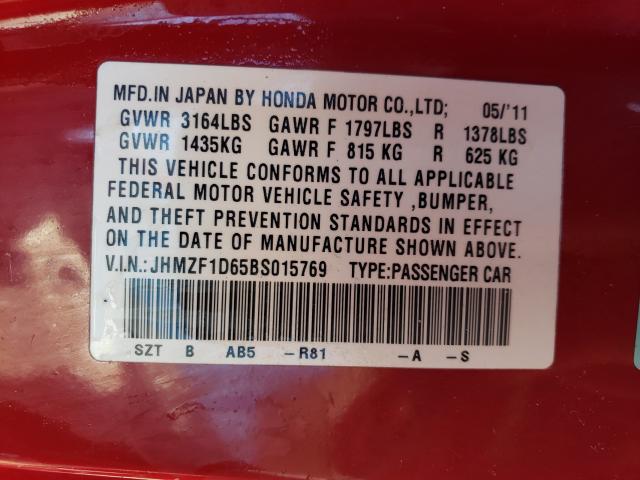 MFD.IN JAPAN BY HONDA MOTOR CO.,LTD; 05/'11
GVWR 3164LBS GAWR F 1797LBS R 1378LBS
GVWR 1435KG GAWR F 815 KG R 625 KG
THIS VEHICLE CONFORMS TO ALL APPLICABLE
FEDERAL MOTOR VEHICLE SAFETY ,BUMPER,
AND THEFT PREVENTION STANDARDS IN EFFECT
ON THE DATE OF MANUFACTURE SHOWN ABOVE.
V.I.N.:JHMZF1D65BS015769 TYPE:PASSENGER CAR
SZT B AB5 –R81 –A –S